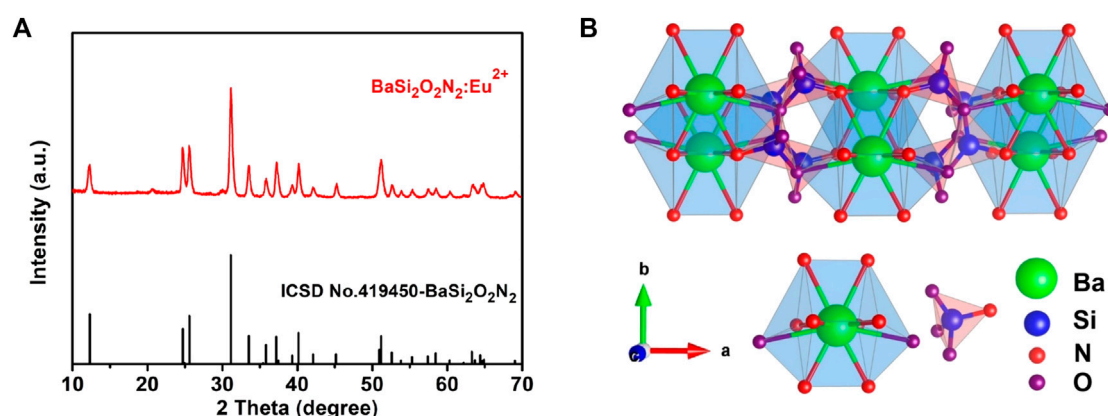 A
Intensity (a.u.)
BaSi₂O₂N₂:Eu²⁺
ICSD No.419450-BaSi₂O₂N₂
10 20 30 40 50 60 70
2 Theta (degree)
B
b
a
c
Ba
Si
N
O